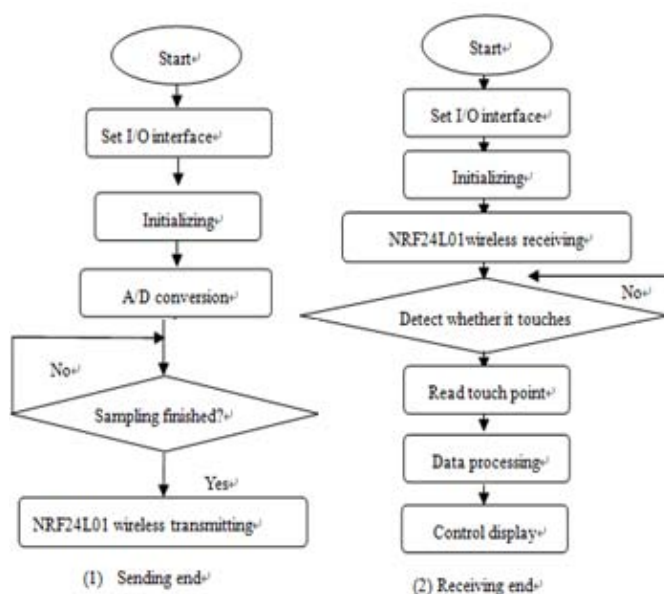 Start
Set I/O interface
Initializing
A/D conversion
No
Sampling finished?
Yes
NRF24L01 wireless transmitting
(1) Sending end
Start
Set I/O interface
Initializing
NRF24L01wireless receiving
No
Detect whether it touches
Read touch point
Data processing
Control display
(2) Receiving end